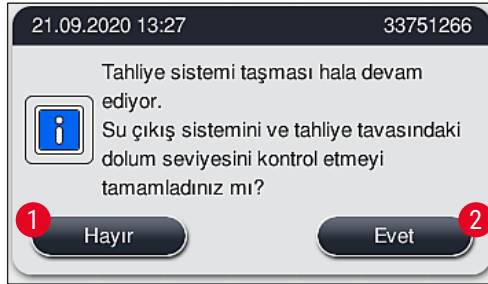 21.09.2020 13:27 33751266
Tahliye sistemi taşması hala devam
ediyor.
Su çıkış sistemini ve tahliye tavasındaki
dolum seviyesini kontrol etmeyi
tamamladınız mı?
1 Hayır Evet 2